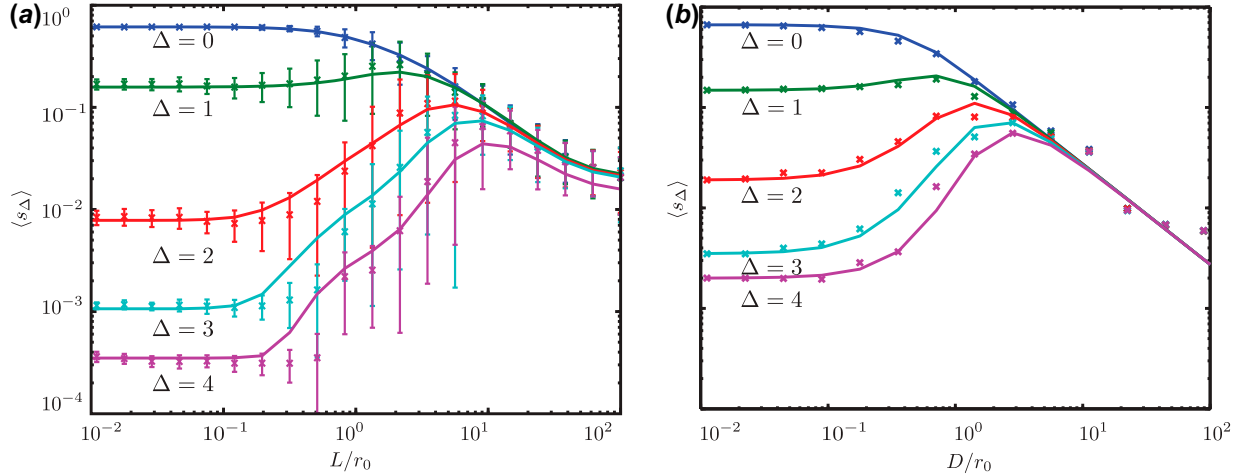 (a)
10^0
10^{-1}
10^{-2}
10^{-3}
10^{-4}
⟨s_Δ⟩
Δ = 0
Δ = 1
Δ = 2
Δ = 3
Δ = 4
10^{-2} 10^{-1} 10^0 10^1 10^2
L/r_0
(b)
⟨s_Δ⟩
Δ = 0
Δ = 1
Δ = 2
Δ = 3
Δ = 4
10^{-2} 10^{-1} 10^0 10^1 10^2
D/r_0